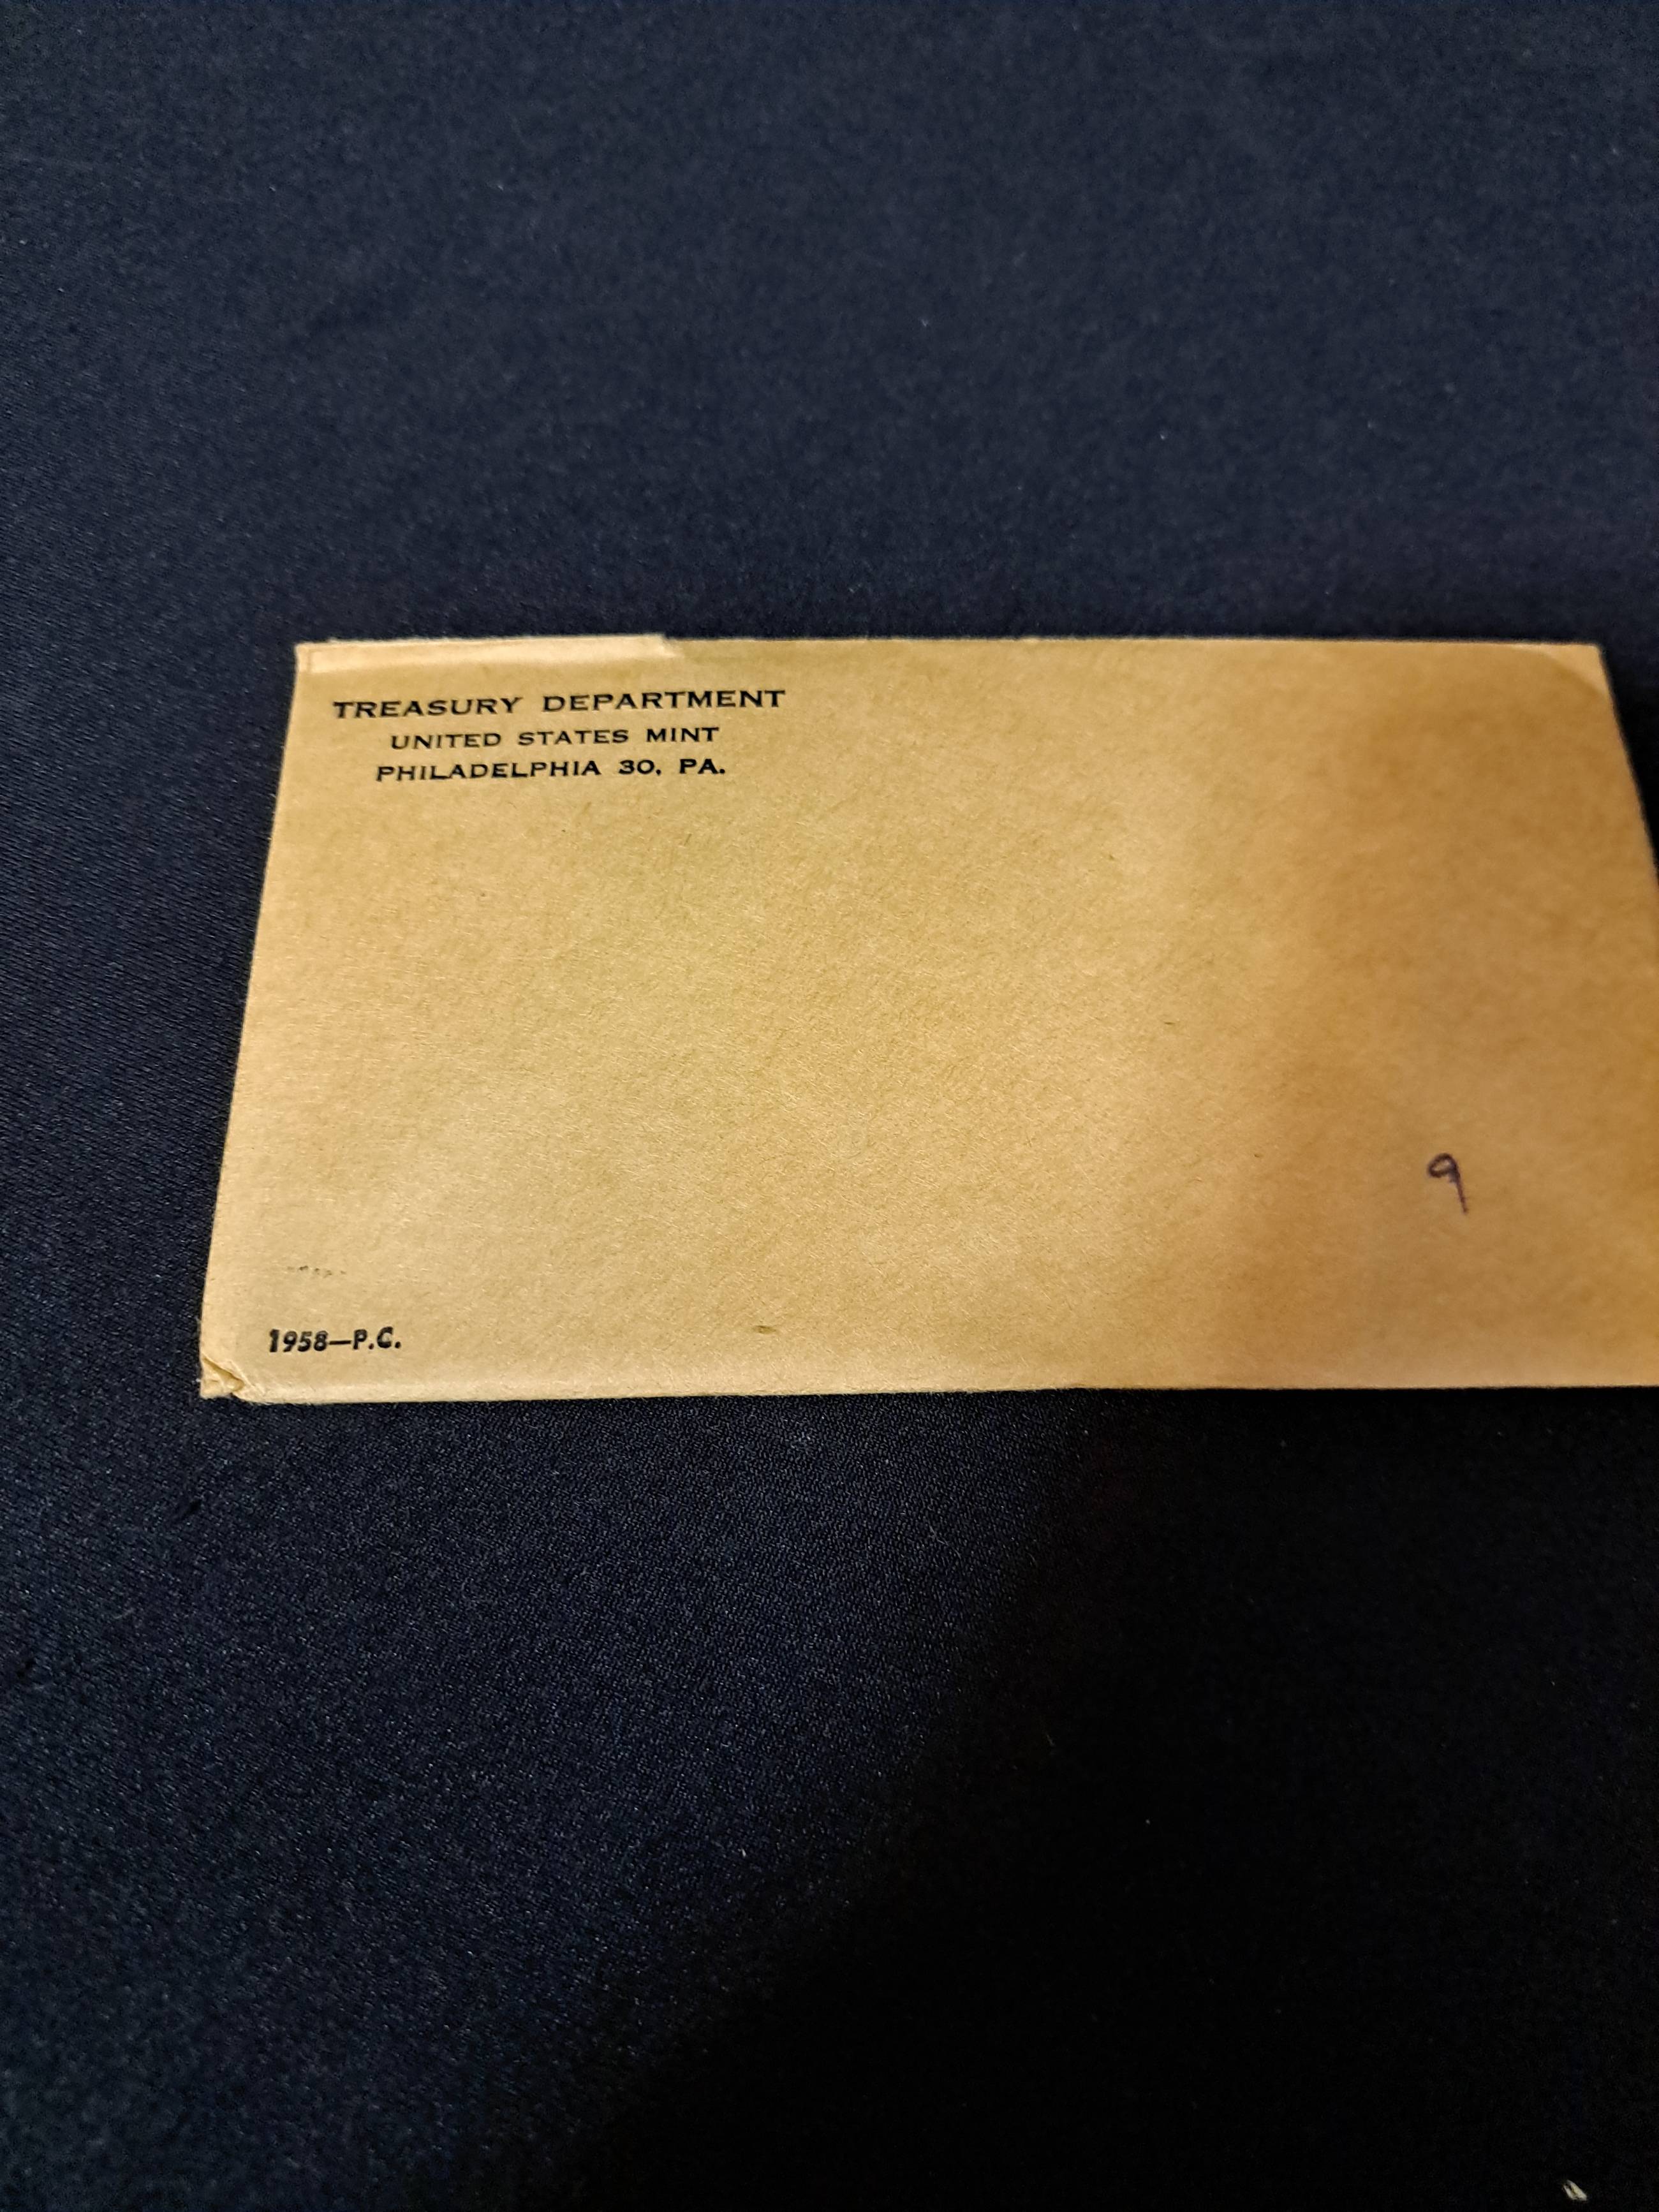 TREASURY DEPARTMENT
UNITED STATES MINT
PHILADELPHIA 30, PA.
9
1958—P.C.